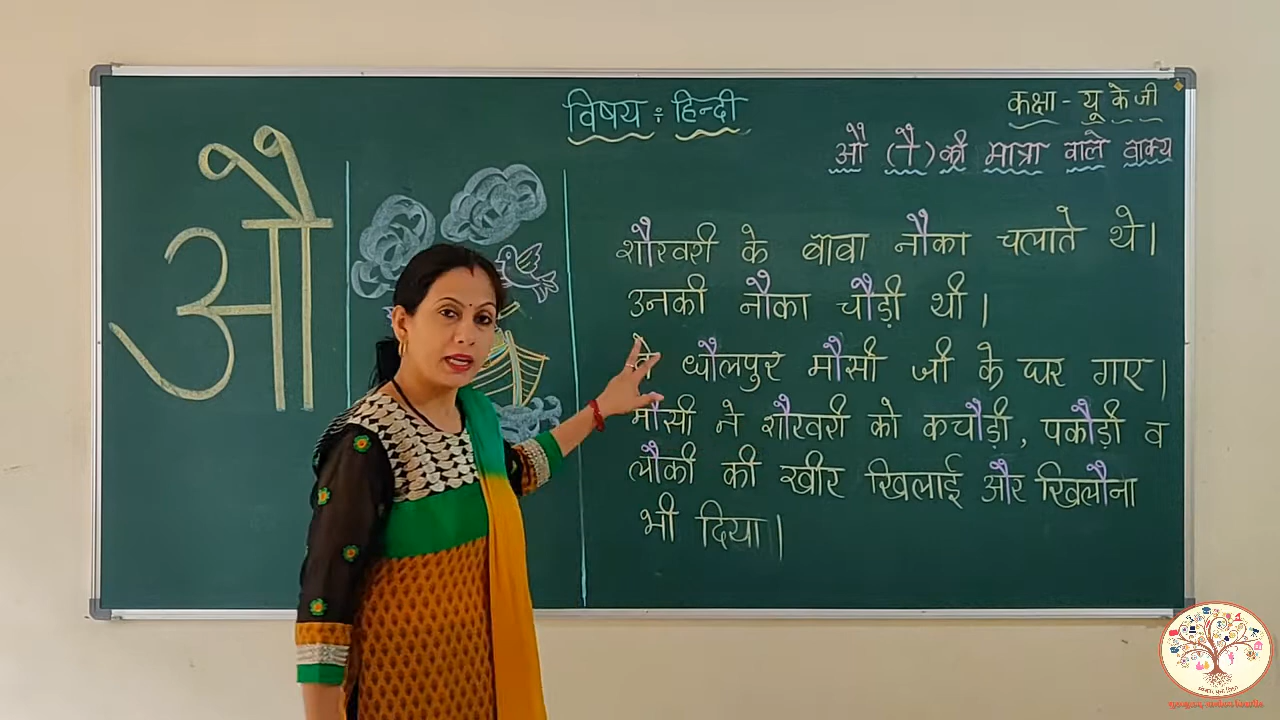 औ
विषय : हिन्दी
कक्षा - यू के जी
औ ( ौ ) की मात्रा वाले वाक्य
शौरवरी के बाबा नौका चलाते थे।
उनकी नौका चौड़ी थी।
वे धौलपुर मौसी जी के घर गए।
मौसी ने शौरवरी को कचौड़ी, पकौड़ी व
लौकी की खीर खिलाई और खिलौना
भी दिया।